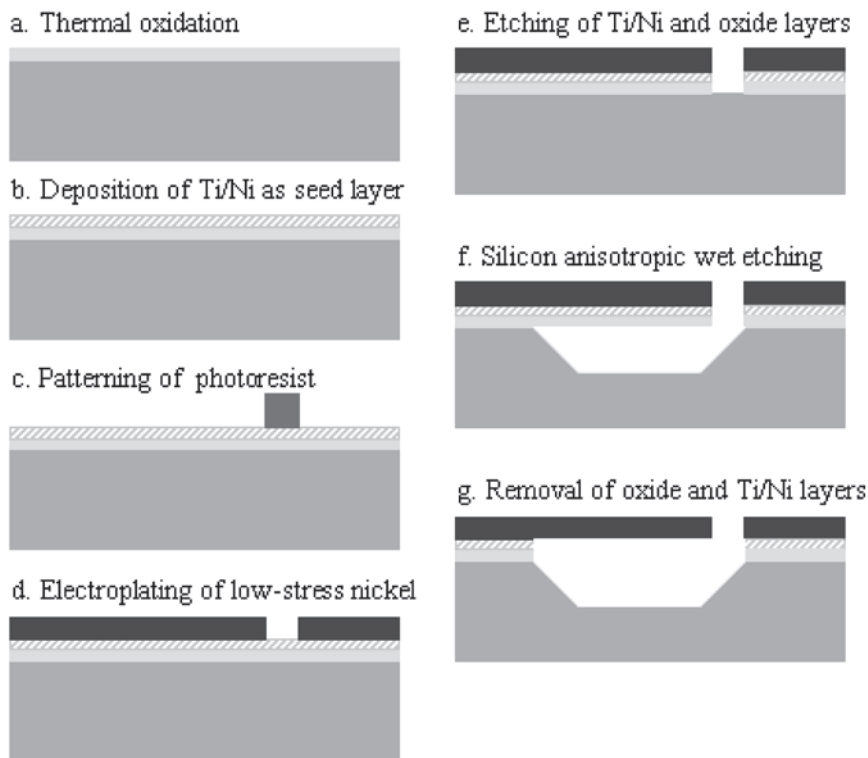 a. Thermal oxidation
b. Deposition of Ti/Ni as seed layer
c. Patterning of photoresist
d. Electroplating of low-stress nickel
e. Etching of Ti/Ni and oxide layers
f. Silicon anisotropic wet etching
g. Removal of oxide and Ti/Ni layers